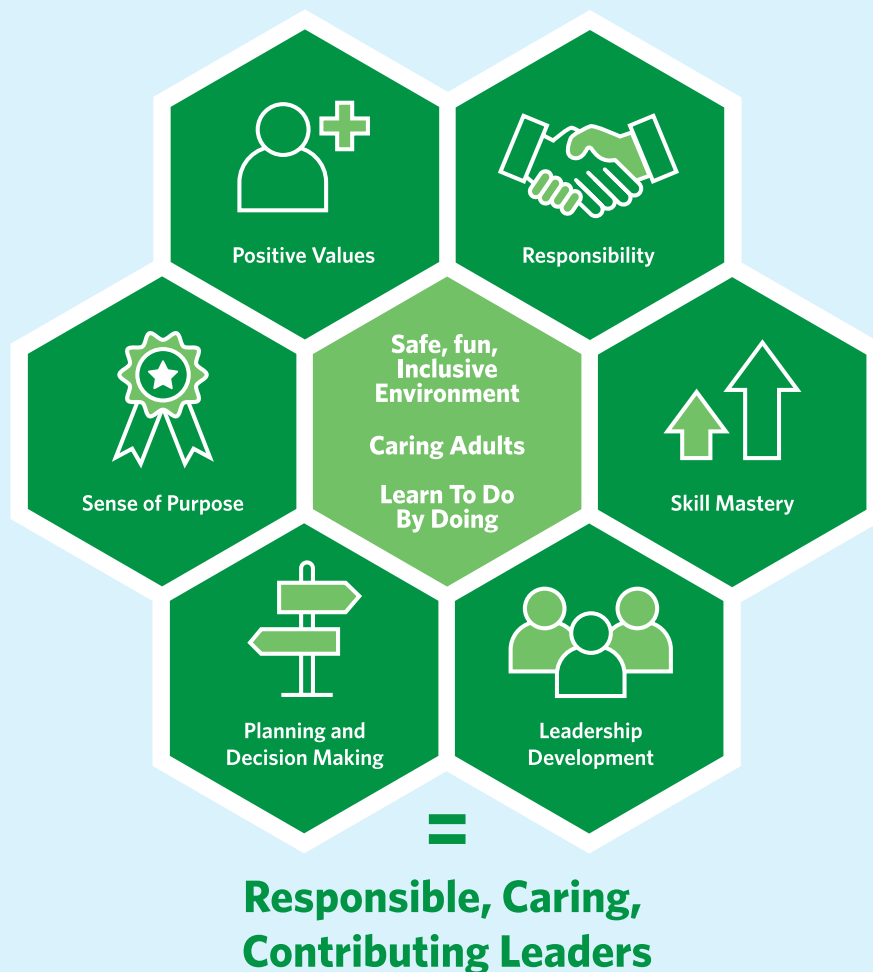 Positive Values
Responsibility
Sense of Purpose
Safe, fun,
Inclusive
Environment
Caring Adults
Learn To Do
By Doing
Skill Mastery
Planning and
Decision Making
Leadership
Development
=
Responsible, Caring,
Contributing Leaders